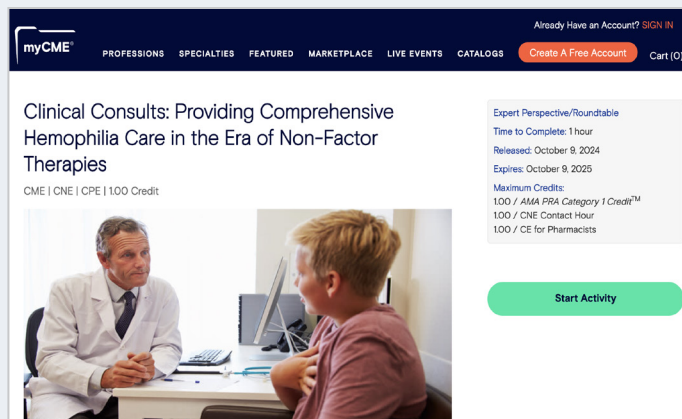 Already Have an Account? SIGN IN
myCME®
PROFESSIONS SPECIALTIES FEATURED MARKETPLACE LIVE EVENTS CATALOGS Create A Free Account Cart (0)
Clinical Consults: Providing Comprehensive
Hemophilia Care in the Era of Non-Factor
Therapies
CME | CNE | CPE | 1.00 Credit
Expert Perspective/Roundtable
Time to Complete: 1 hour
Released: October 9, 2024
Expires: October 9, 2025
Maximum Credits:
1.00 / AMA PRA Category 1 Credit™
1.00 / CNE Contact Hour
1.00 / CE for Pharmacists
Start Activity